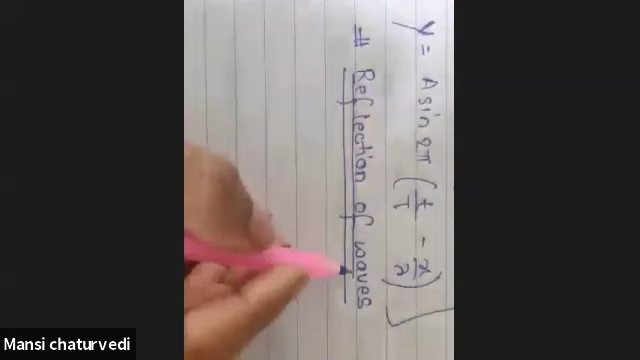 y = A sin 2π (t/T - x/λ)
# Reflection of waves
Mansi chaturvedi